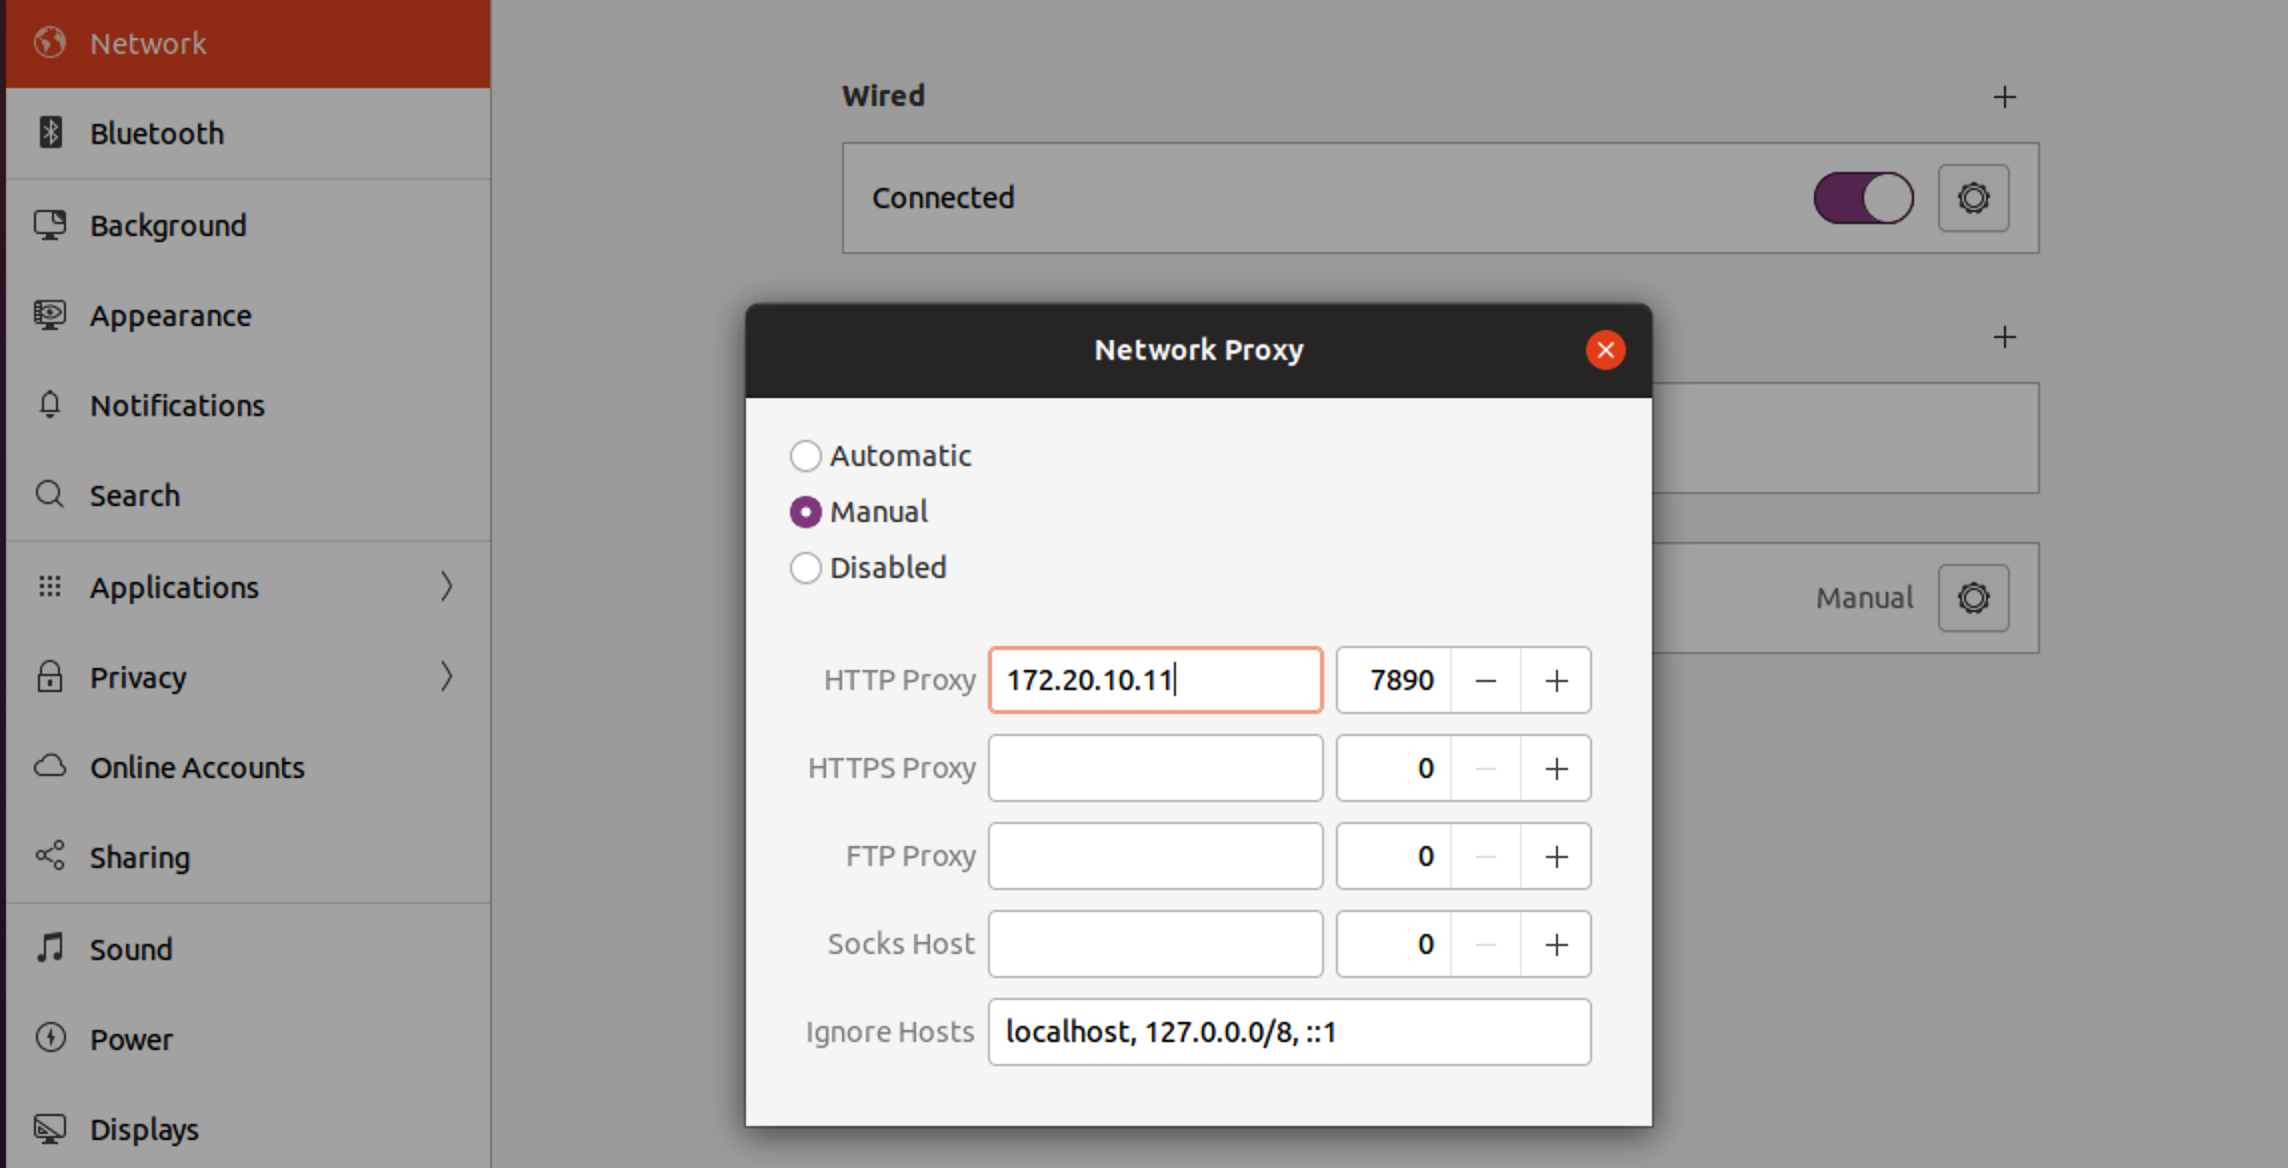 Network
Bluetooth
Background
Appearance
Notifications
Search
Applications
Privacy
Online Accounts
Sharing
Sound
Power
Displays
Wired
Connected
Manual
Network Proxy
Automatic
Manual
Disabled
HTTP Proxy 172.20.10.11 7890 − +
HTTPS Proxy 0 − +
FTP Proxy 0 − +
Socks Host 0 − +
Ignore Hosts localhost, 127.0.0.0/8, ::1